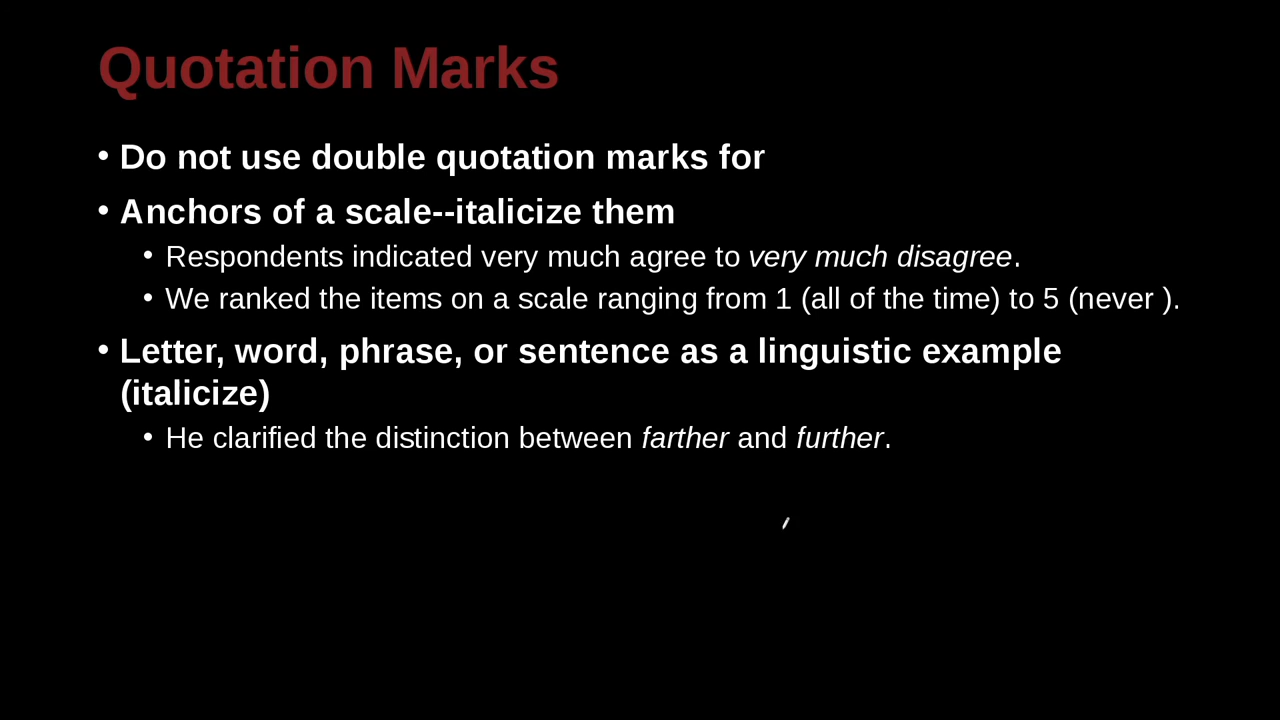 Quotation Marks
• Do not use double quotation marks for
• Anchors of a scale--italicize them
• Respondents indicated very much agree to very much disagree.
• We ranked the items on a scale ranging from 1 (all of the time) to 5 (never ).
• Letter, word, phrase, or sentence as a linguistic example
(italicize)
• He clarified the distinction between farther and further.